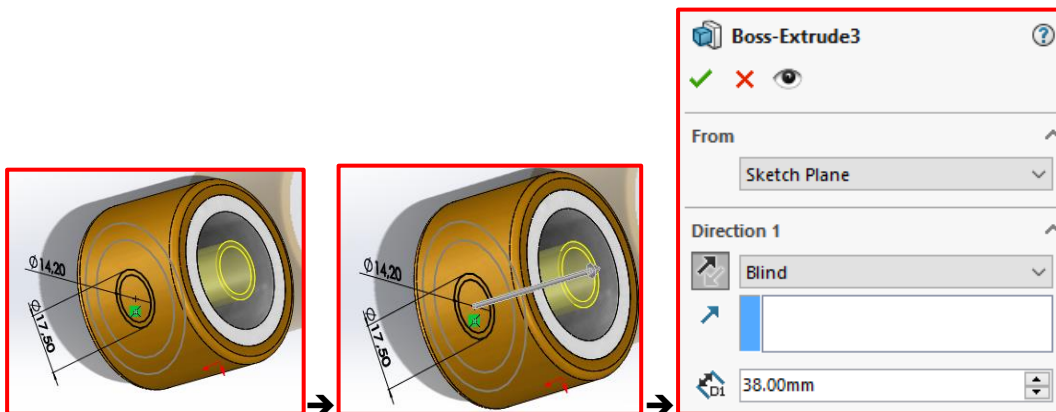 Ø14,20
Ø17,50
Ø14,20
Ø17,50
Boss-Extrude3
From
Sketch Plane
Direction 1
Blind
D1
38.00mm